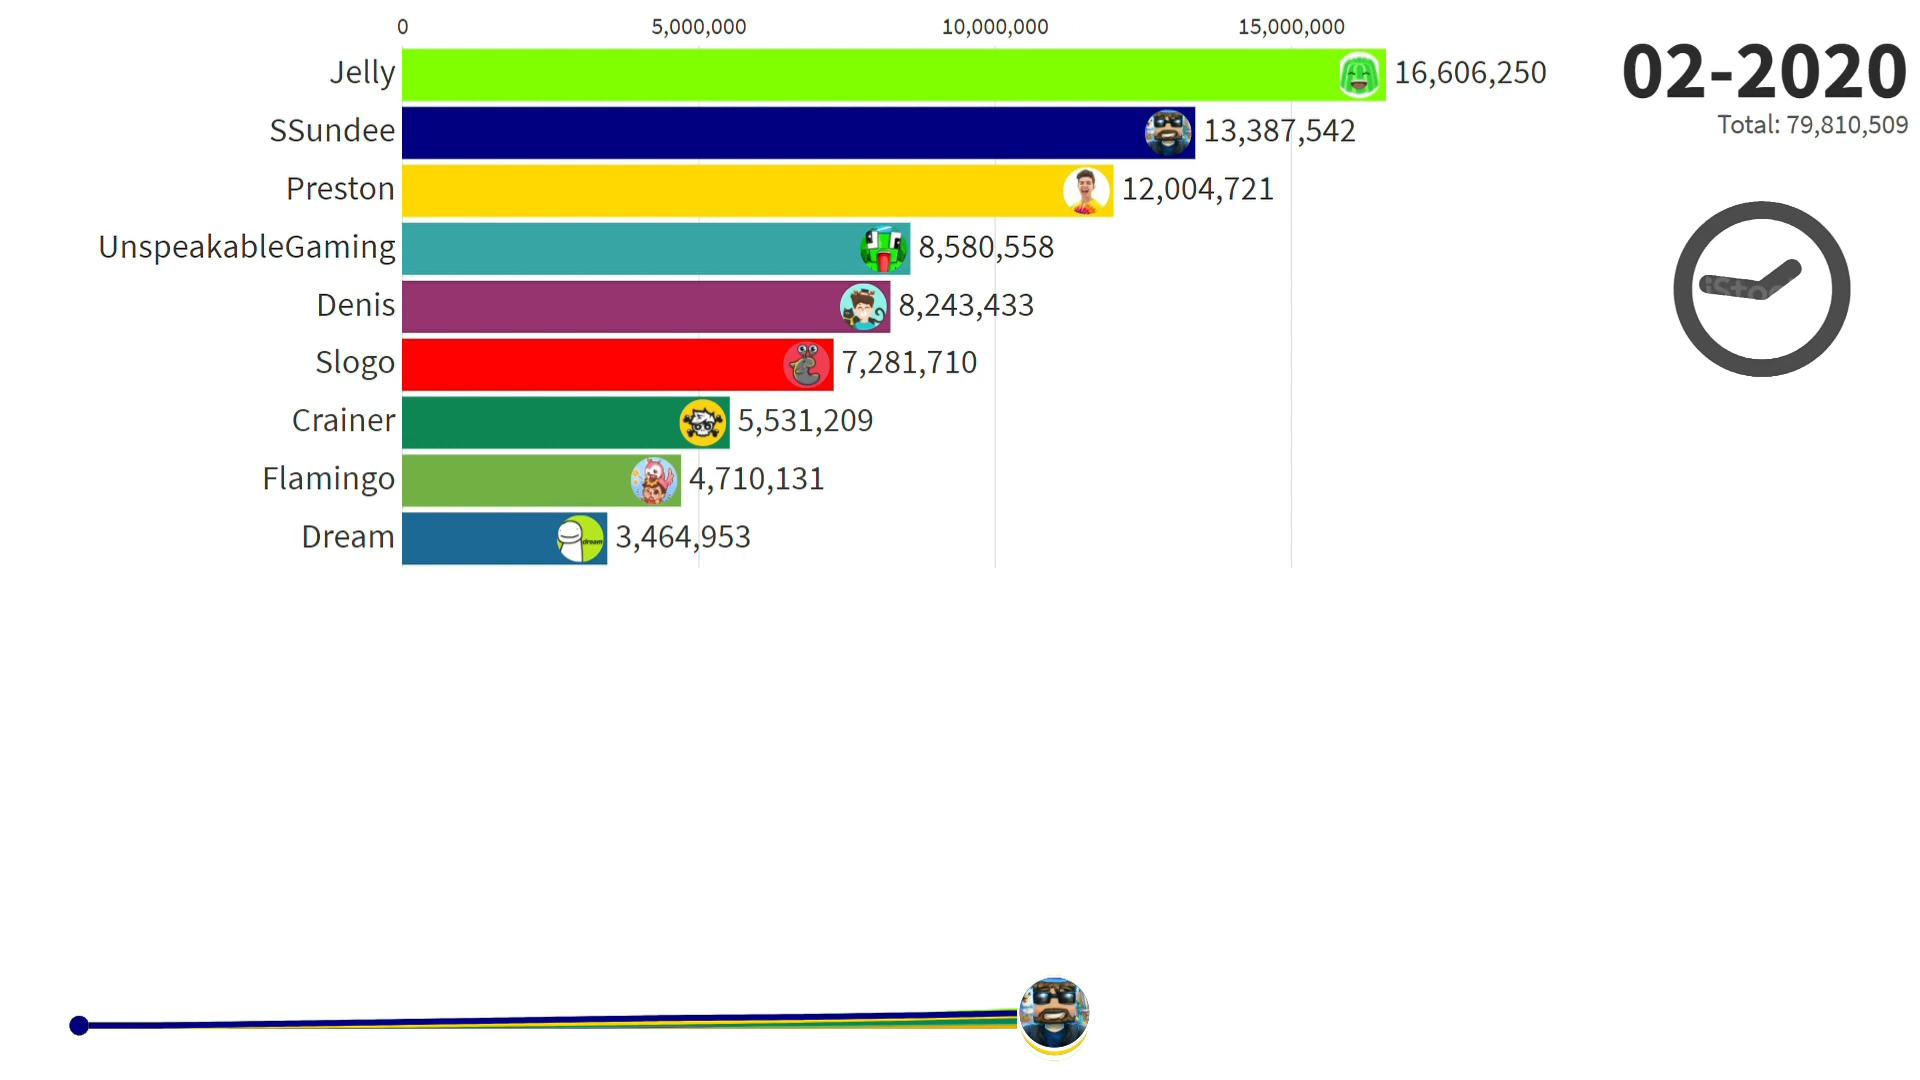 0 5,000,000 10,000,000 15,000,000
Jelly 16,606,250
02-2020
Total: 79,810,509
SSundee 13,387,542
Preston 12,004,721
UnspeakableGaming 8,580,558
Denis 8,243,433
iStoc
Slogo 7,281,710
Crainer 5,531,209
Flamingo 4,710,131
Dream dream 3,464,953